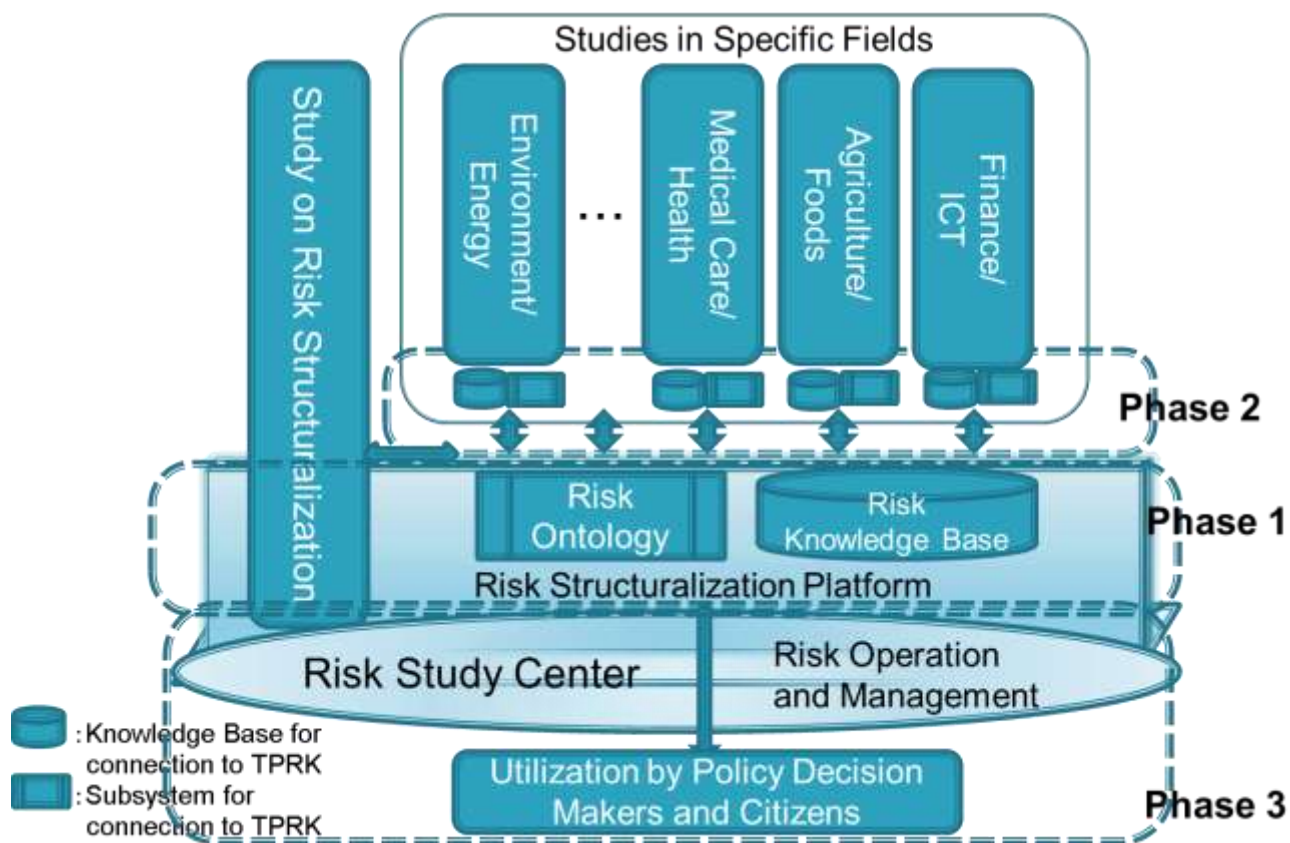 Studies in Specific Fields
Study on Risk Structuralization
Environment/
Energy
...
Medical Care/
Health
Agriculture/
Foods
Finance/
ICT
Phase 2
Risk
Ontology
Risk
Knowledge Base
Phase 1
Risk Structuralization Platform
Risk Study Center
Risk Operation
and Management
: Knowledge Base for
connection to TPRK
: Subsystem for
connection to TPRK
Utilization by Policy Decision
Makers and Citizens
Phase 3